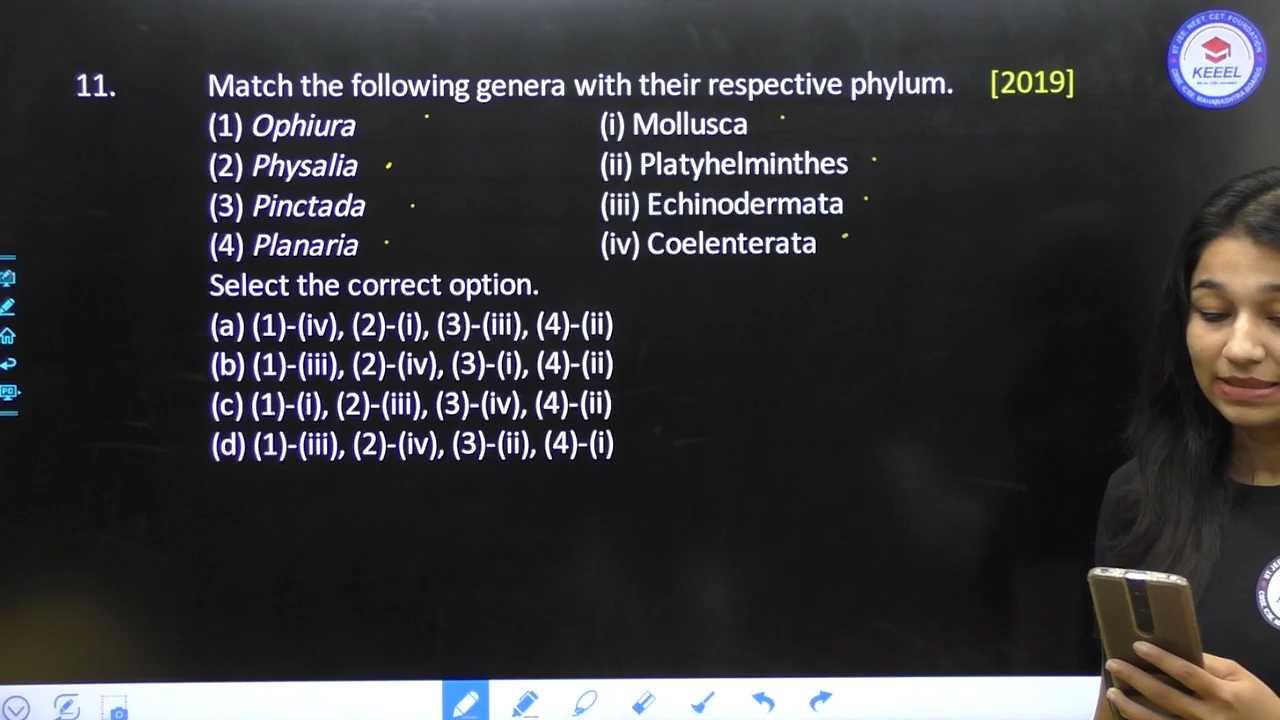 11. Match the following genera with their respective phylum. [2019]
(1) Ophiura (i) Mollusca
(2) Physalia (ii) Platyhelminthes
(3) Pinctada (iii) Echinodermata
(4) Planaria (iv) Coelenterata
Select the correct option.
(a) (1)-(iv), (2)-(i), (3)-(iii), (4)-(ii)
(b) (1)-(iii), (2)-(iv), (3)-(i), (4)-(ii)
(c) (1)-(i), (2)-(iii), (3)-(iv), (4)-(ii)
(d) (1)-(iii), (2)-(iv), (3)-(ii), (4)-(i)
KEEEL